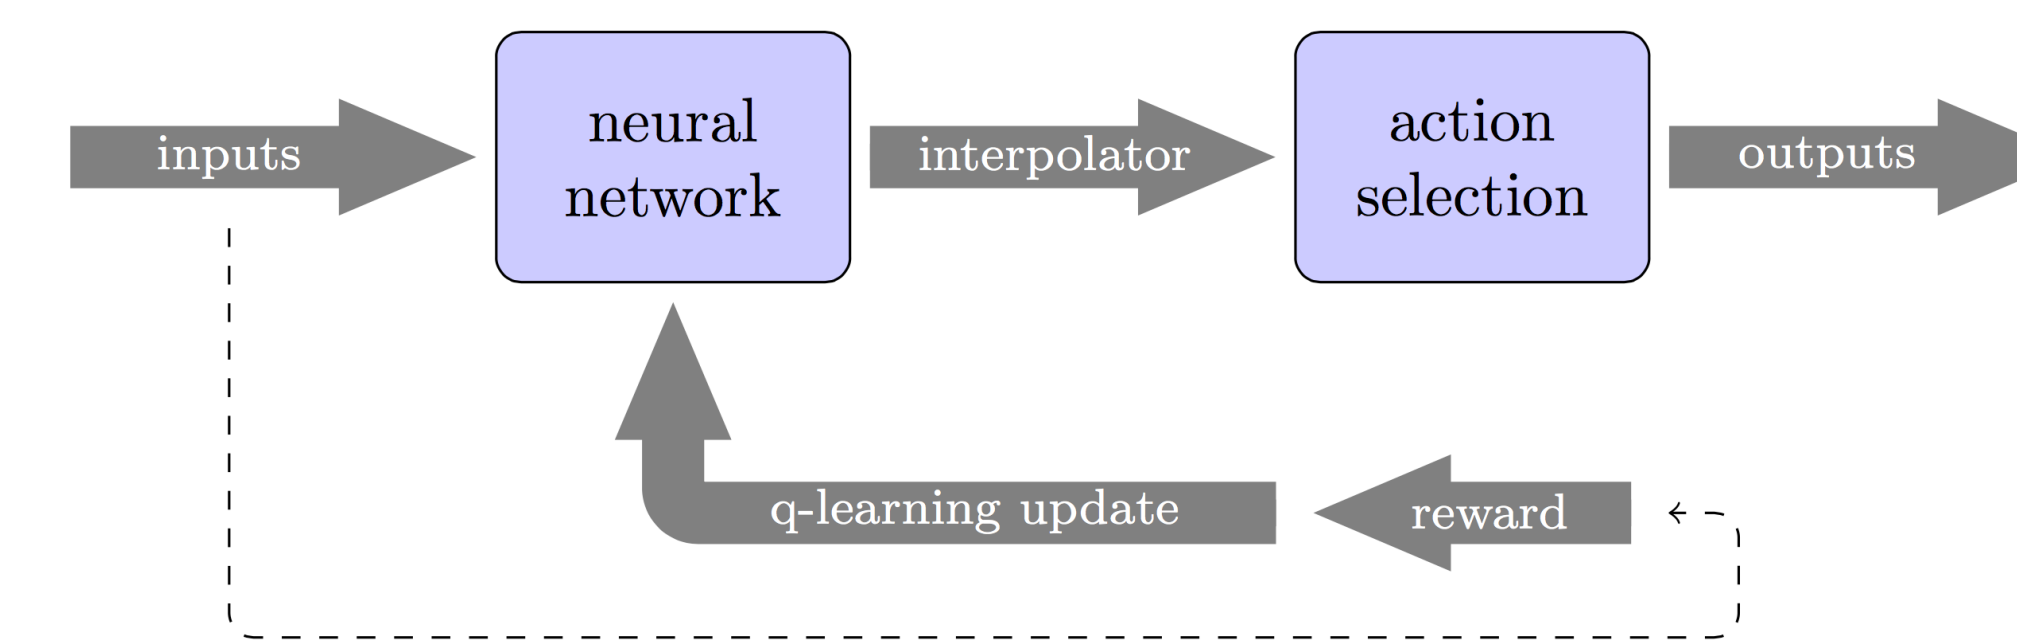 inputs
neural
network
interpolator
action
selection
outputs
q-learning update
reward